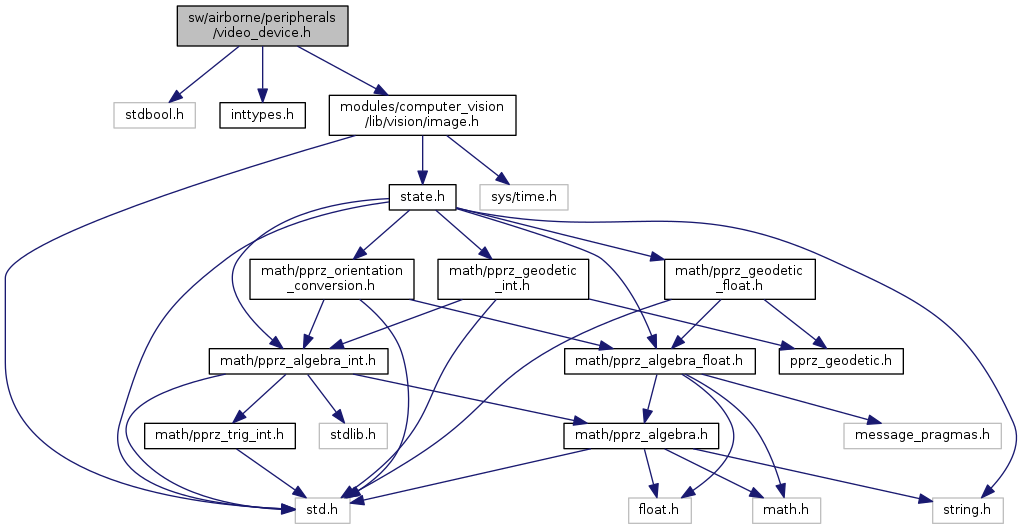 sw/airborne/peripherals
/video_device.h
stdbool.h
inttypes.h
modules/computer_vision
/lib/vision/image.h
state.h
sys/time.h
math/pprz_orientation
_conversion.h
math/pprz_geodetic
_int.h
math/pprz_geodetic
_float.h
math/pprz_algebra_int.h
math/pprz_algebra_float.h
pprz_geodetic.h
math/pprz_trig_int.h
stdlib.h
math/pprz_algebra.h
message_pragmas.h
std.h
float.h
math.h
string.h